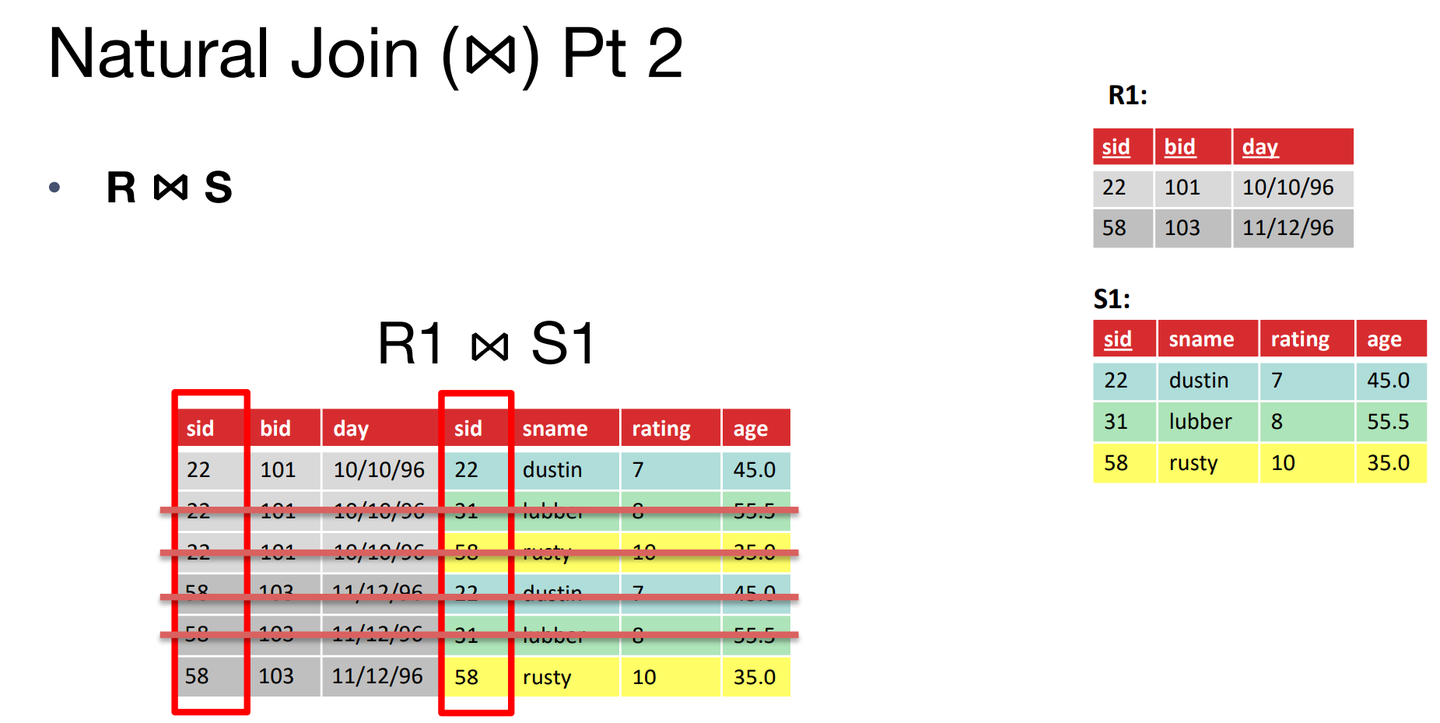 Natural Join (⋈) Pt 2
• R ⋈ S
R1 ⋈ S1
sid bid day sid sname rating age
22 101 10/10/96 22 dustin 7 45.0
22 101 10/10/96 31 lubber 8 55.5
22 101 10/10/96 58 rusty 10 35.0
58 103 11/12/96 22 dustin 7 45.0
58 103 11/12/96 31 lubber 8 55.5
58 103 11/12/96 58 rusty 10 35.0
R1:
sid bid day
22 101 10/10/96
58 103 11/12/96
S1:
sid sname rating age
22 dustin 7 45.0
31 lubber 8 55.5
58 rusty 10 35.0